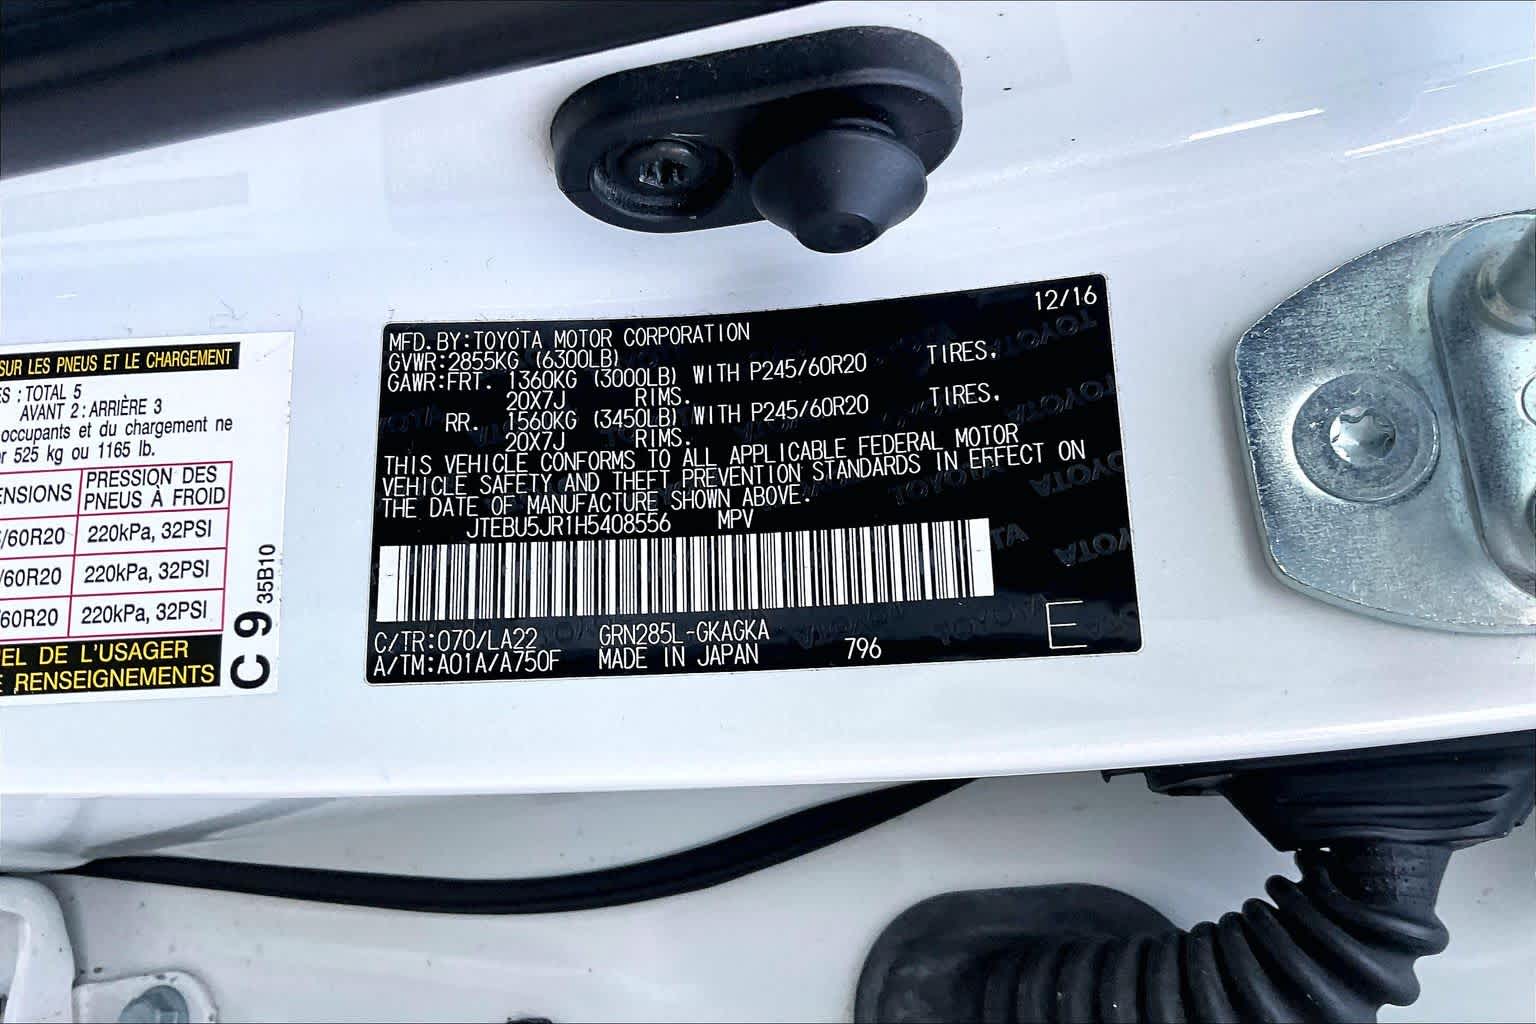 SUR LES PNEUS ET LE CHARGEMENT
ES : TOTAL 5
AVANT 2 : ARRIÈRE 3
occupants et du chargement ne
er 525 kg ou 1165 lb.
ENSIONS PRESSION DES PNEUS À FROID
/60R20 220kPa, 32PSI
/60R20 220kPa, 32PSI
/60R20 220kPa, 32PSI
EL DE L'USAGER
E RENSEIGNEMENTS
C 9 35B10
12/16
MFD. BY: TOYOTA MOTOR CORPORATION
GVWR: 2855KG (6300LB)
GAWR: FRT. 1360KG (3000LB) WITH P245/60R20 TIRES,
20X7J RIMS.
RR. 1560KG (3450LB) WITH P245/60R20 TIRES,
20X7J RIMS.
THIS VEHICLE CONFORMS TO ALL APPLICABLE FEDERAL MOTOR
VEHICLE SAFETY AND THEFT PREVENTION STANDARDS IN EFFECT ON
THE DATE OF MANUFACTURE SHOWN ABOVE.
JTEBU5JR1H5408556 MPV
C/TR: 070/LA22 GRN285L-GKAGKA
A/TM: A01A/A750F MADE IN JAPAN 796 E